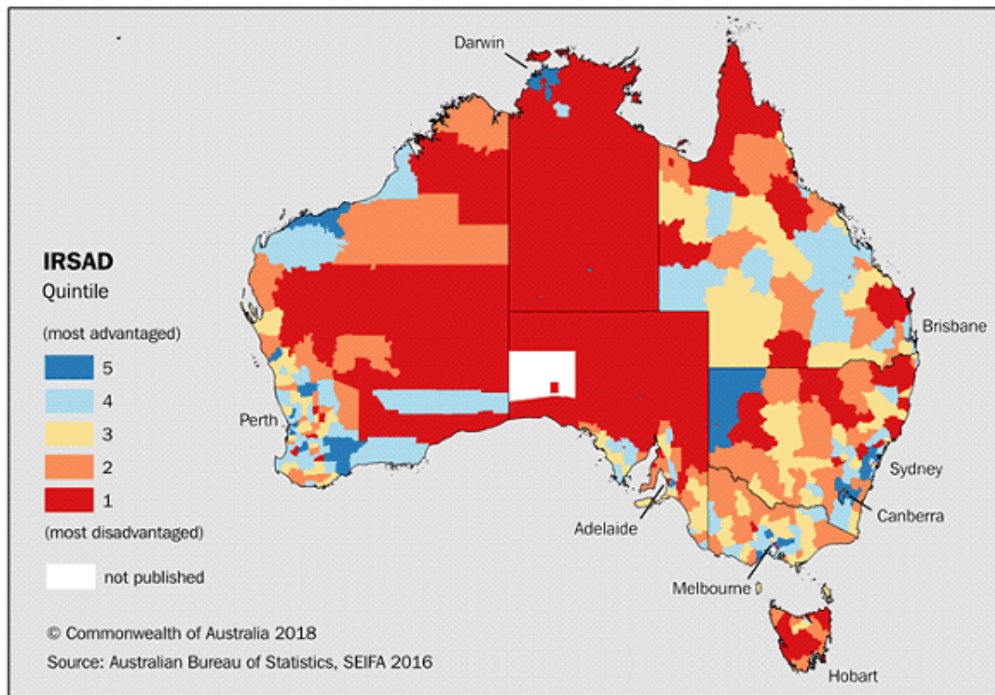 Darwin
IRSAD
Quintile
(most advantaged)
5
4
3
2
1
(most disadvantaged)
not published
Brisbane
Perth
Sydney
Canberra
Adelaide
Melbourne
Hobart
© Commonwealth of Australia 2018
Source: Australian Bureau of Statistics, SEIFA 2016